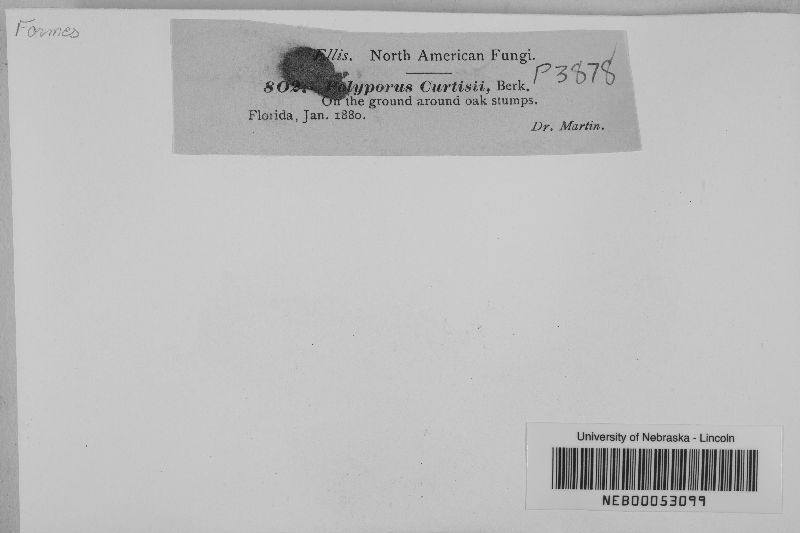 Fomes
Ellis. North American Fungi.
802. Polyporus Curtisii, Berk.
On the ground around oak stumps.
Florida, Jan. 1880.
Dr. Martin.
P3878
University of Nebraska - Lincoln
NEB00053099